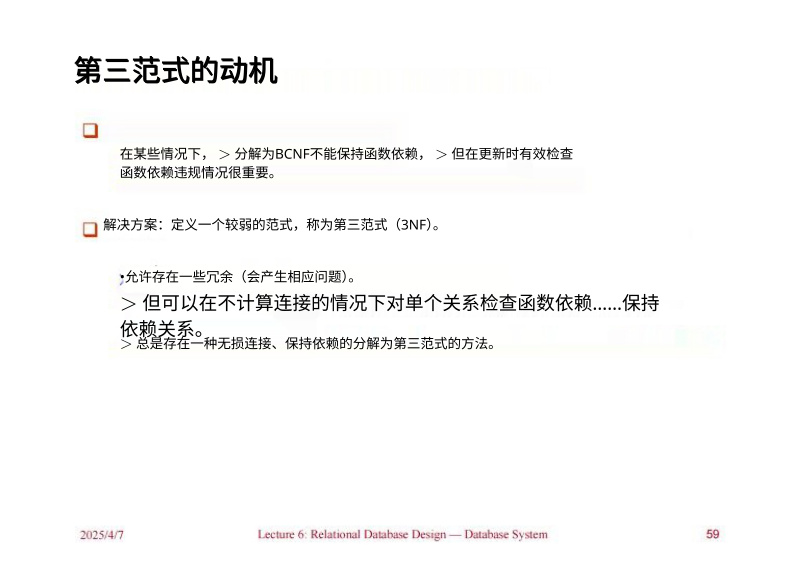 第三范式的动机
在某些情况下， ＞ 分解为BCNF不能保持函数依赖， ＞ 但在更新时有效检查
函数依赖违规情况很重要。
解决方案：定义一个较弱的范式，称为第三范式（3NF）。
•允许存在一些冗余（会产生相应问题）。
＞ 但可以在不计算连接的情况下对单个关系检查函数依赖……保持
依赖关系。
＞ 总是存在一种无损连接、保持依赖的分解为第三范式的方法。
2025/4/7 Lecture 6: Relational Database Design — Database System 59